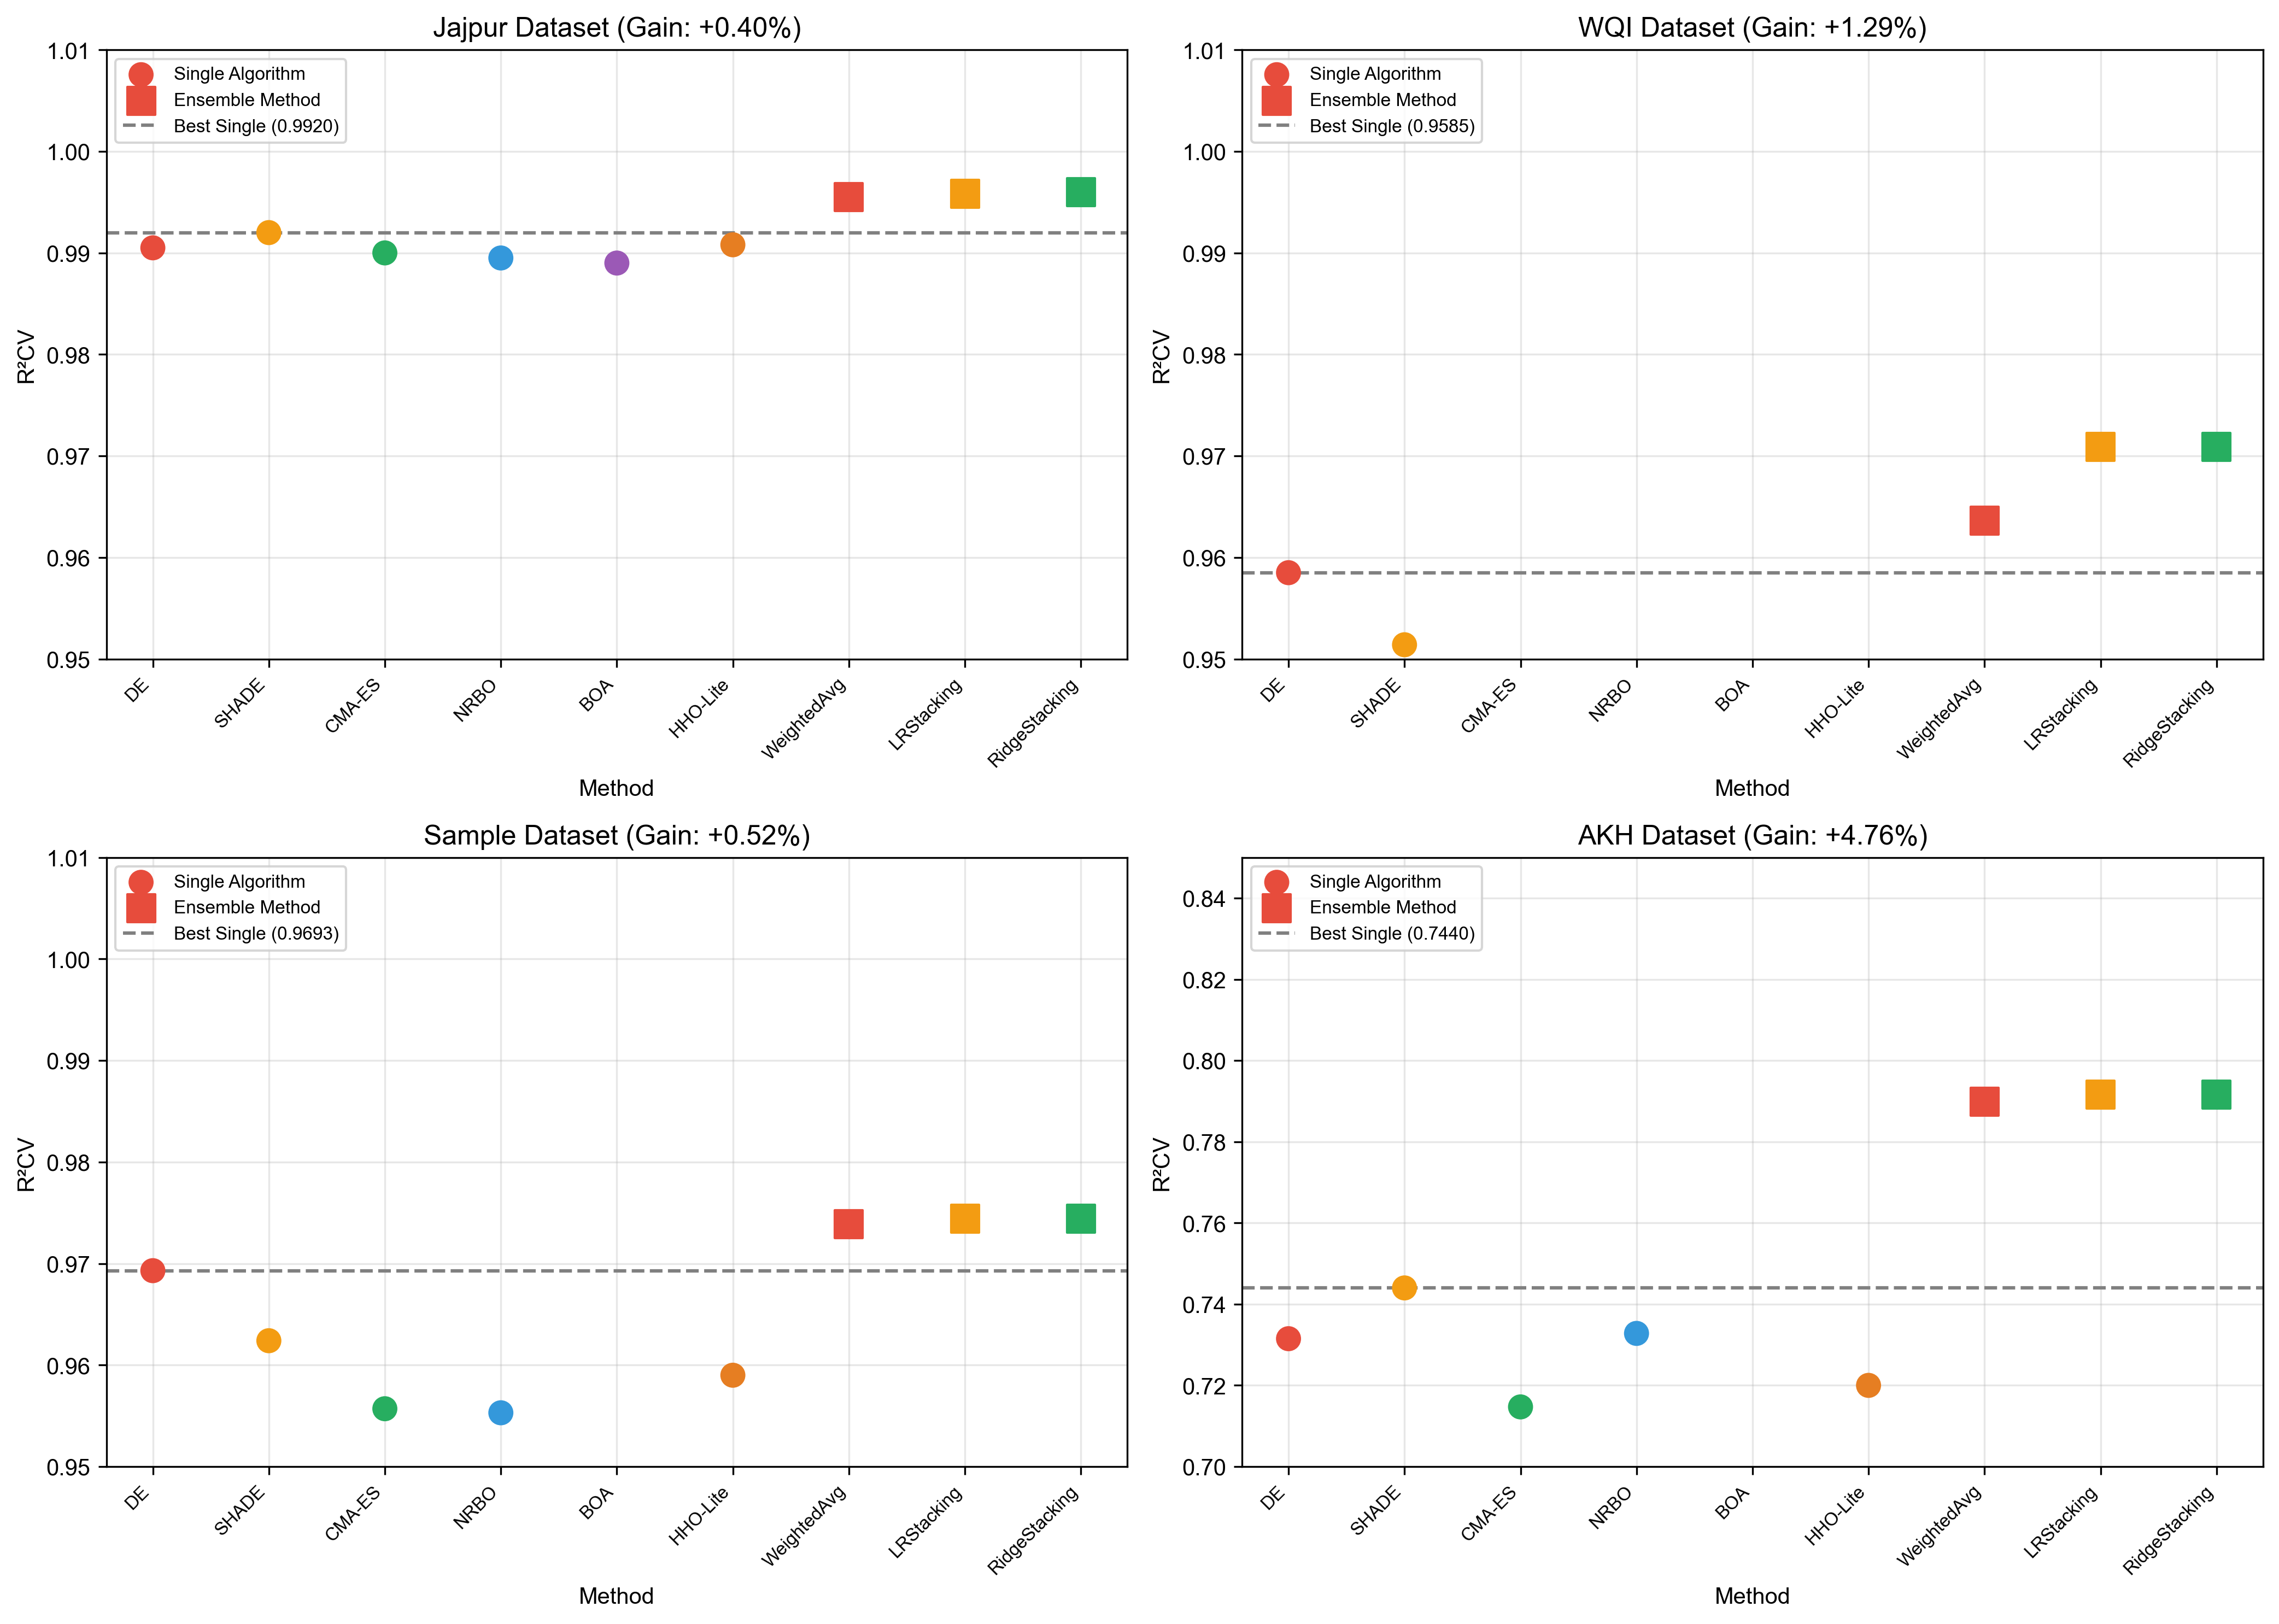 Jajpur Dataset (Gain: +0.40%)
1.01
1.00
0.99
0.98
0.97
0.96
0.95
R²CV
Single Algorithm
Ensemble Method
Best Single (0.9920)
DE
SHADE
CMA-ES
NRBO
BOA
HHO-Lite
WeightedAvg
LRStacking
RidgeStacking
Method
WQI Dataset (Gain: +1.29%)
1.01
1.00
0.99
0.98
0.97
0.96
0.95
R²CV
Single Algorithm
Ensemble Method
Best Single (0.9585)
DE
SHADE
CMA-ES
NRBO
BOA
HHO-Lite
WeightedAvg
LRStacking
RidgeStacking
Method
Sample Dataset (Gain: +0.52%)
1.01
1.00
0.99
0.98
0.97
0.96
0.95
R²CV
Single Algorithm
Ensemble Method
Best Single (0.9693)
DE
SHADE
CMA-ES
NRBO
BOA
HHO-Lite
WeightedAvg
LRStacking
RidgeStacking
Method
AKH Dataset (Gain: +4.76%)
0.84
0.82
0.80
0.78
0.76
0.74
0.72
0.70
R²CV
Single Algorithm
Ensemble Method
Best Single (0.7440)
DE
SHADE
CMA-ES
NRBO
BOA
HHO-Lite
WeightedAvg
LRStacking
RidgeStacking
Method